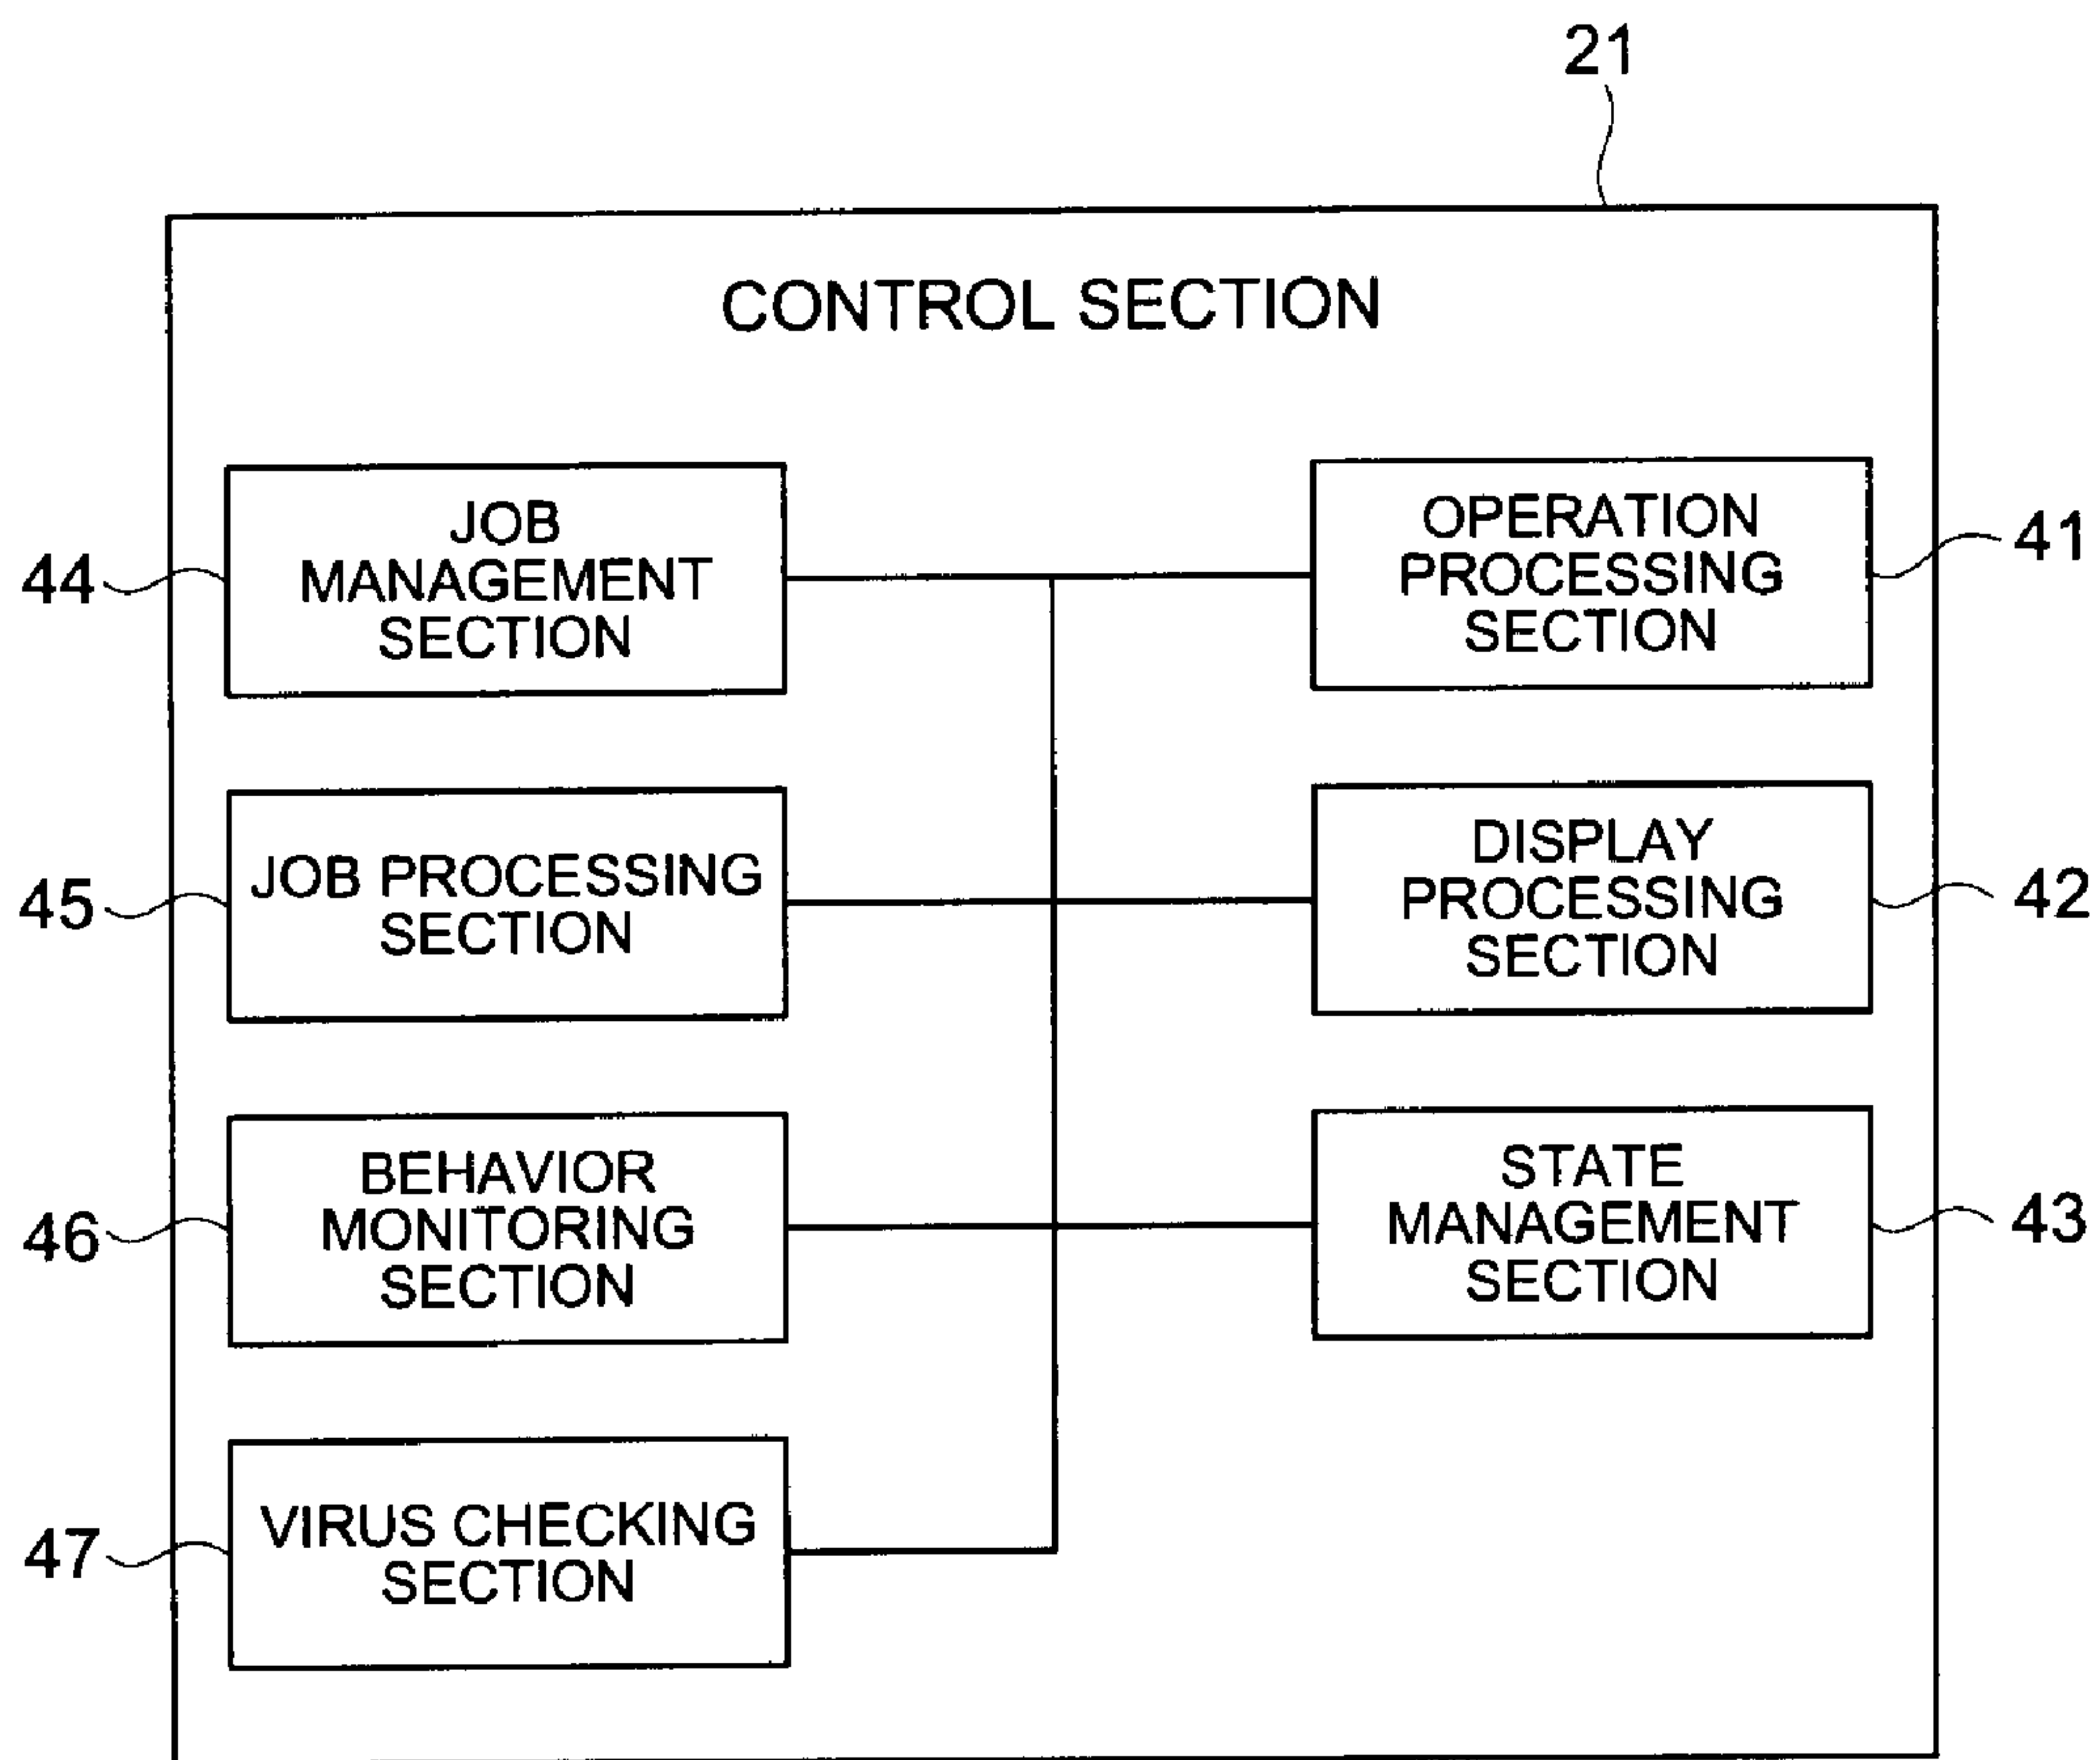 21
CONTROL SECTION
44
JOB
MANAGEMENT
SECTION
OPERATION
PROCESSING
SECTION
41
45
JOB PROCESSING
SECTION
DISPLAY
PROCESSING
SECTION
42
46
BEHAVIOR
MONITORING
SECTION
STATE
MANAGEMENT
SECTION
43
47
VIRUS CHECKING
SECTION